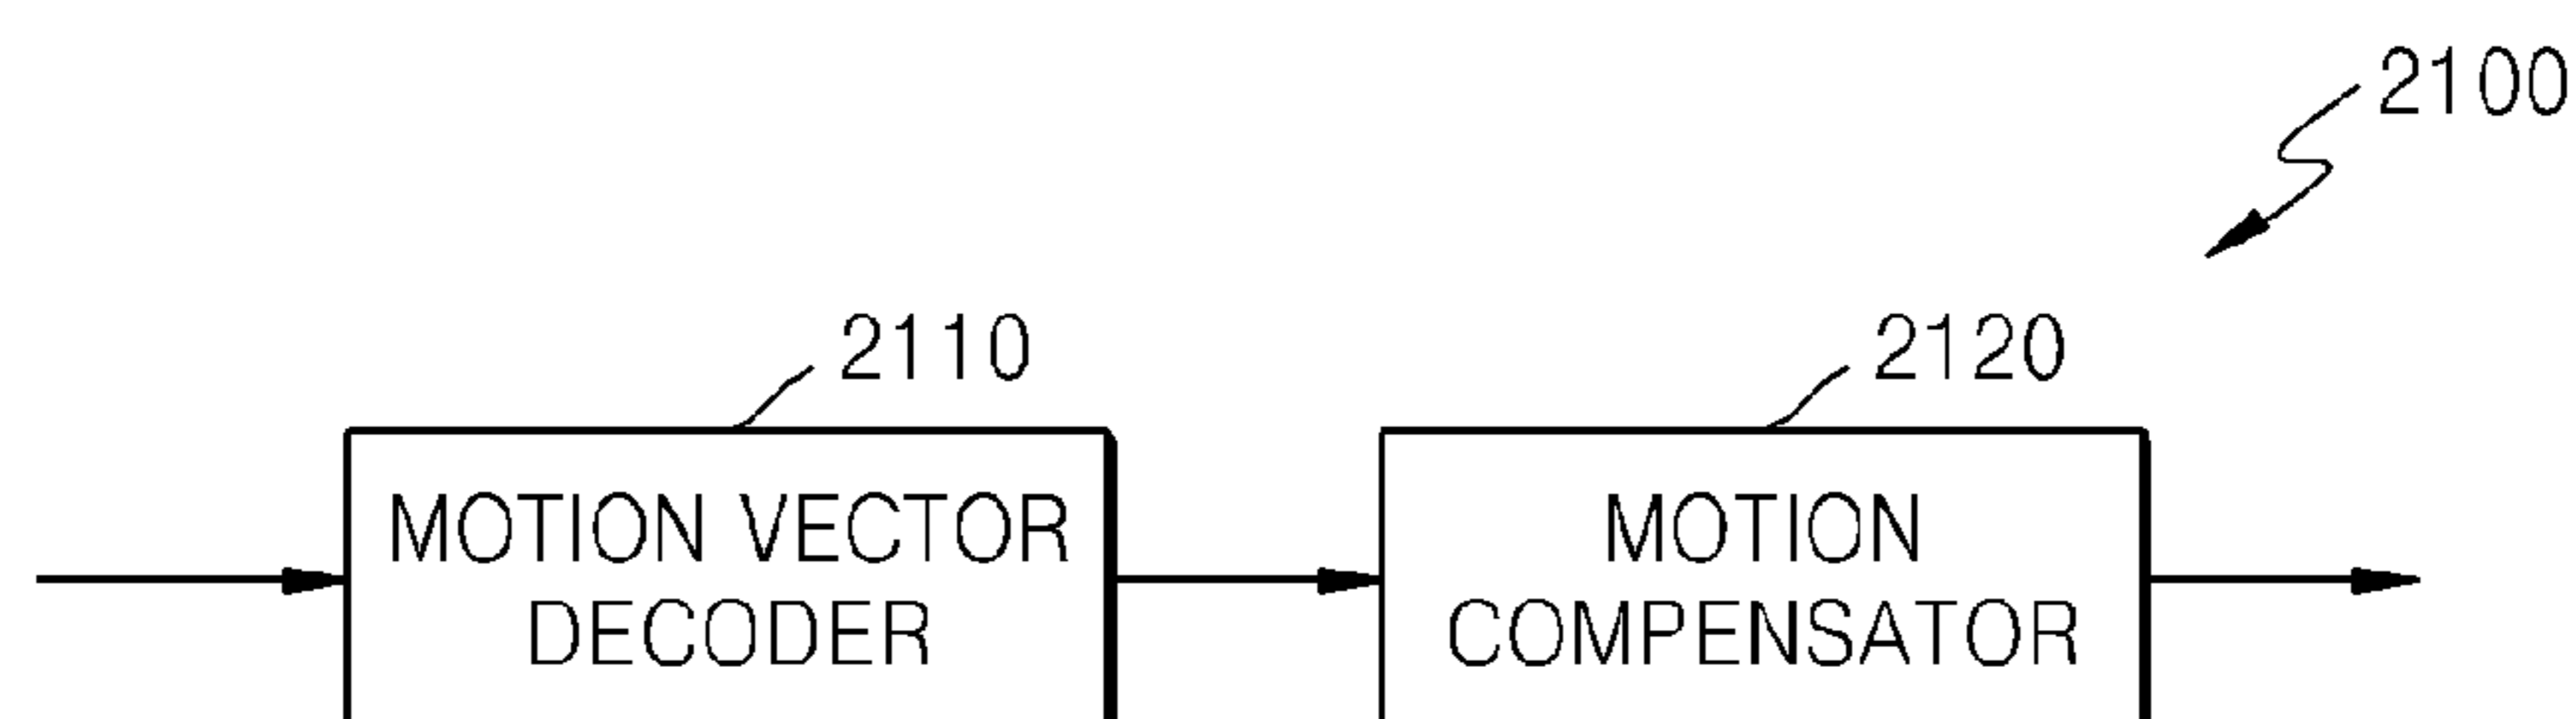 2100
2110
2120
MOTION VECTOR
DECODER
MOTION
COMPENSATOR